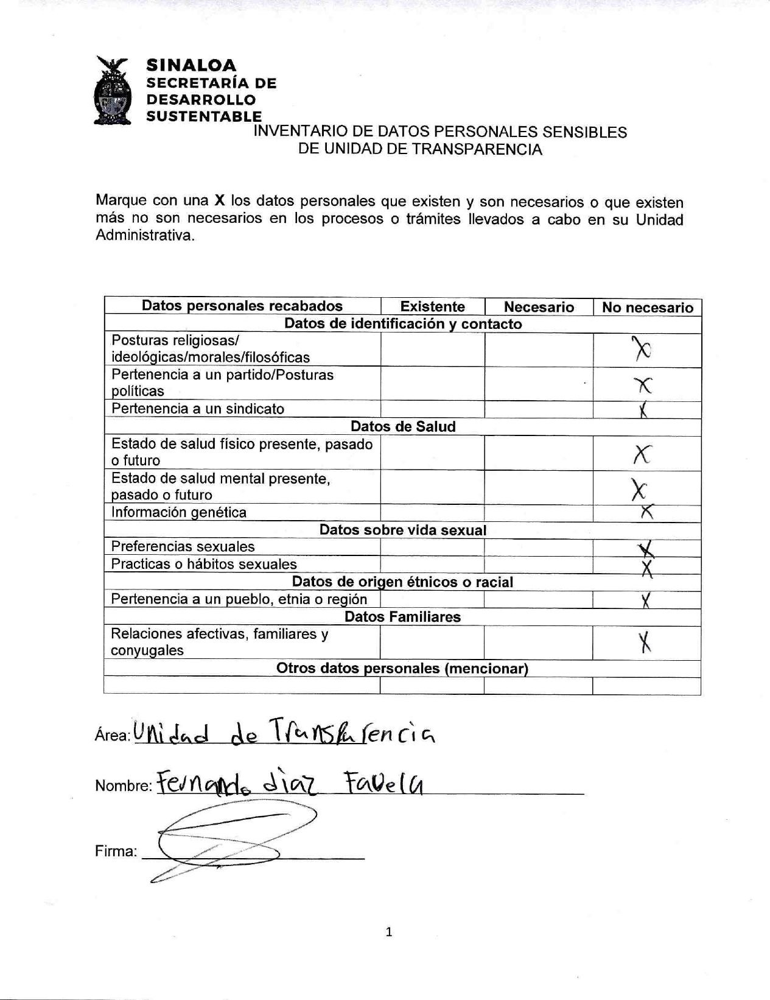 SINALOA
SECRETARÍA DE
DESARROLLO
SUSTENTABLE
INVENTARIO DE DATOS PERSONALES SENSIBLES
DE UNIDAD DE TRANSPARENCIA
Marque con una X los datos personales que existen y son necesarios o que existen
más no son necesarios en los procesos o trámites llevados a cabo en su Unidad
Administrativa.
Datos personales recabados Existente Necesario No necesario
Datos de identificación y contacto
Posturas religiosas/
ideológicas/morales/filosóficas X
Pertenencia a un partido/Posturas
políticas X
Pertenencia a un sindicato X
Datos de Salud
Estado de salud físico presente, pasado
o futuro X
Estado de salud mental presente,
pasado o futuro X
Información genética X
Datos sobre vida sexual
Preferencias sexuales X
Practicas o hábitos sexuales X
Datos de origen étnicos o racial
Pertenencia a un pueblo, etnia o región X
Datos Familiares
Relaciones afectivas, familiares y
conyugales X
Otros datos personales (mencionar)
Área: Unidad de Transparencia
Nombre: Fernando diaz Favela
Firma:
1